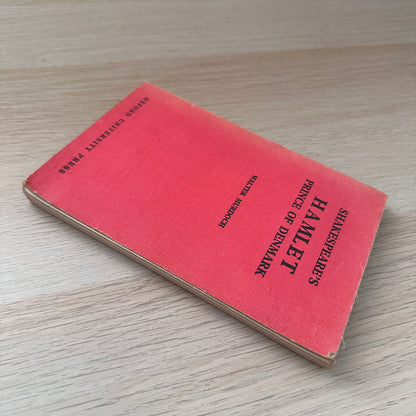 SHAKESPEARE'S
HAMLET
PRINCE OF DENMARK
WALTER MURDOCH
OXFORD UNIVERSITY PRESS